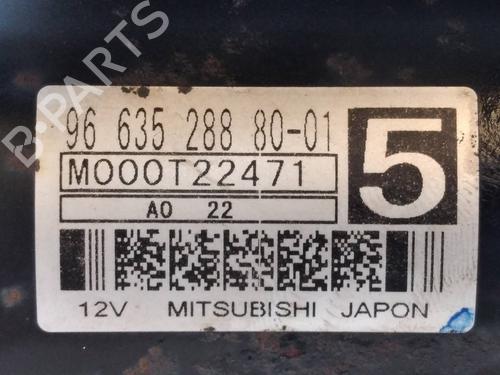 B-PARTS
96 635 288 80-01
M000T22471
5
A0 22
12V MITSUBISHI JAPON